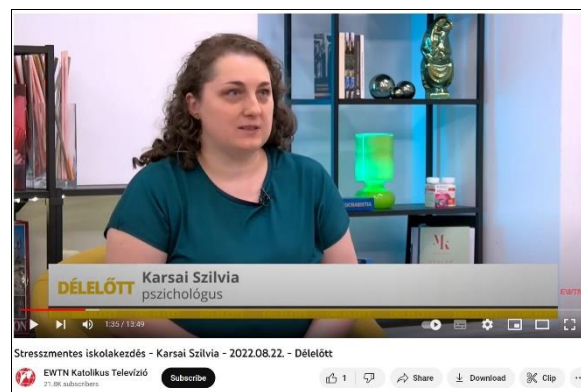 DÉLELŐTT
Karsai Szilvia
pszichológus
EWTN
1:35 / 13:49
Stresszmentes iskolakezdés - Karsai Szilvia - 2022.08.22. - Délelőtt
EWTN Katolikus Televízió
21.8K subscribers
Subscribe
1
Share
Download
Clip